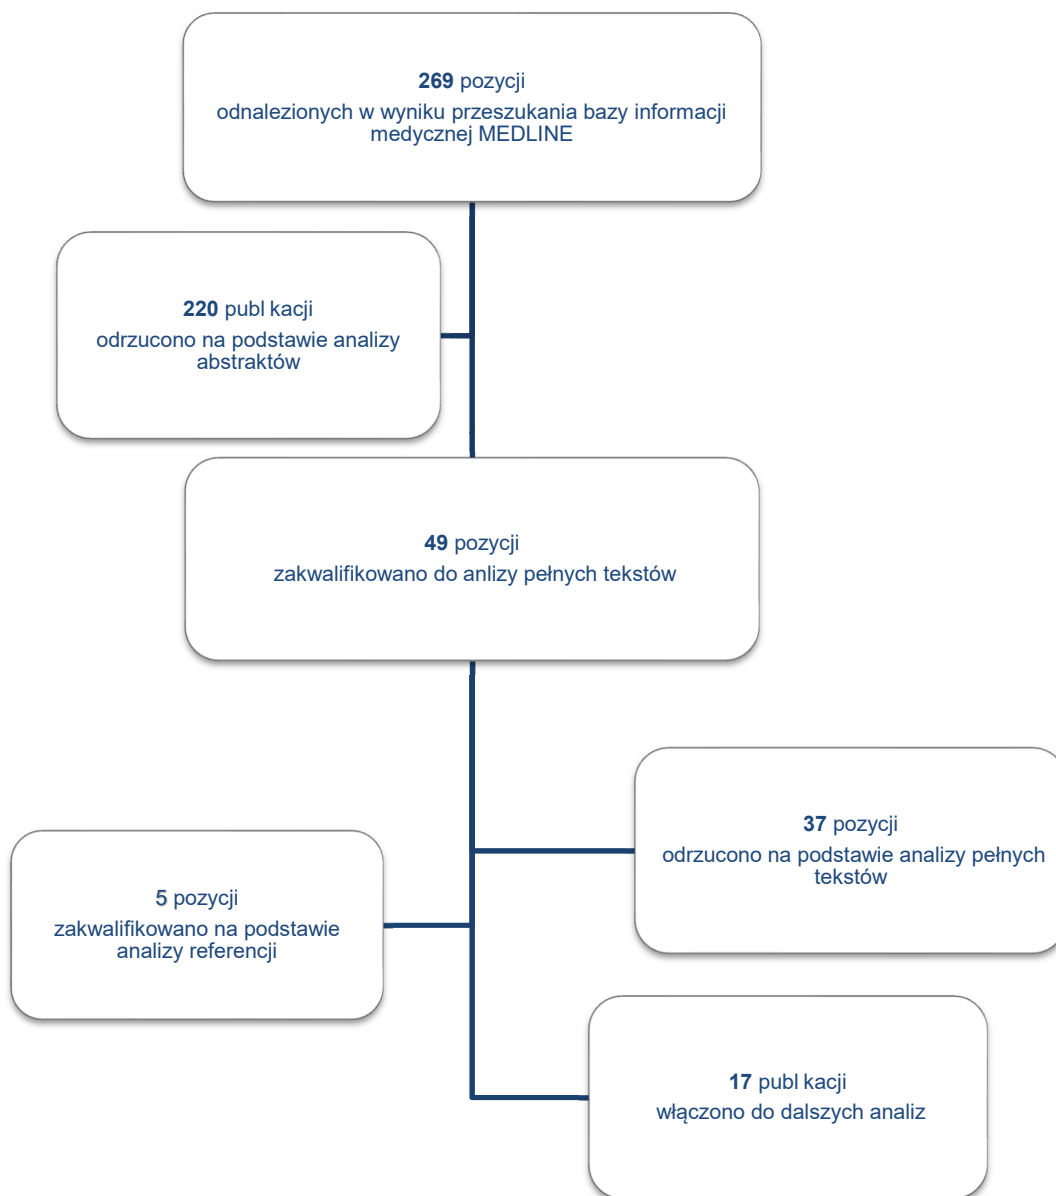 269 pozycji
odnalezionych w wyniku przeszukania bazy informacji
medycznej MEDLINE
220 publ kacji
odrzucono na podstawie analizy
abstraktów
49 pozycji
zakwalifikowano do anlizy pełnych tekstów
37 pozycji
odrzucono na podstawie analizy pełnych
tekstów
5 pozycji
zakwalifikowano na podstawie
analizy referencji
17 publ kacji
włączono do dalszych analiz